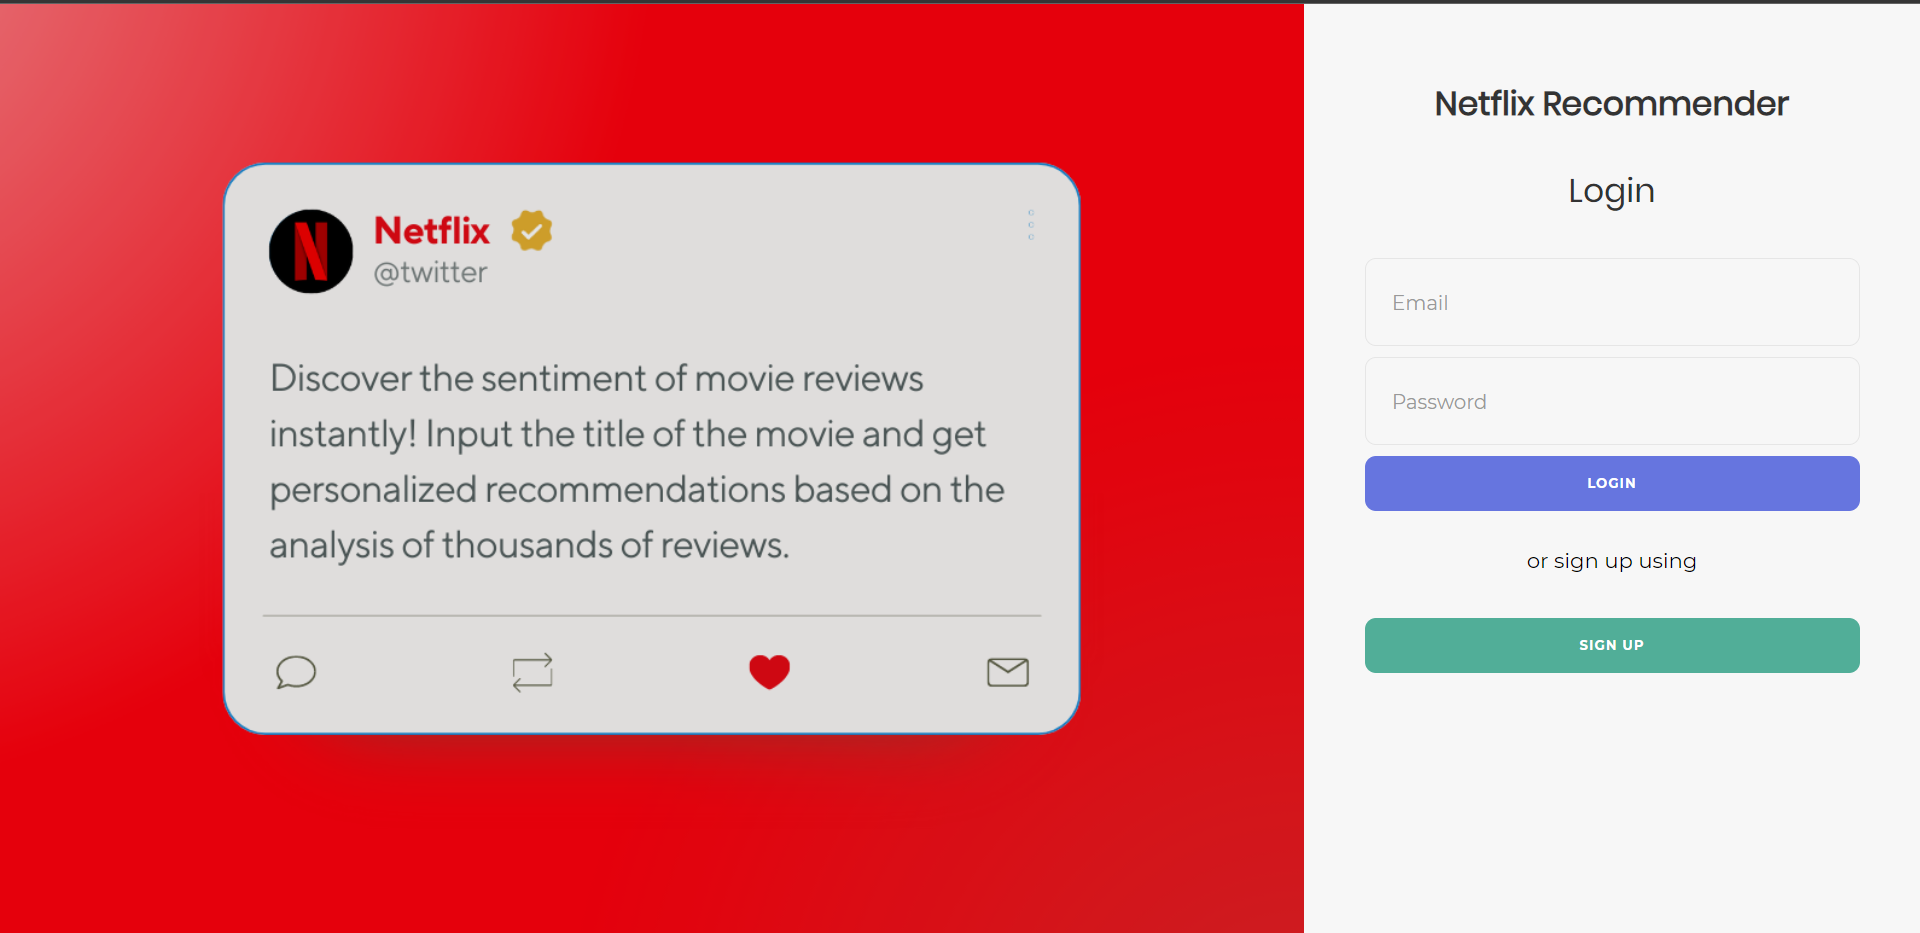 Netflix
@twitter
Discover the sentiment of movie reviews
instantly! Input the title of the movie and get
personalized recommendations based on the
analysis of thousands of reviews.
Netflix Recommender
Login
Email
Password
LOGIN
or sign up using
SIGN UP